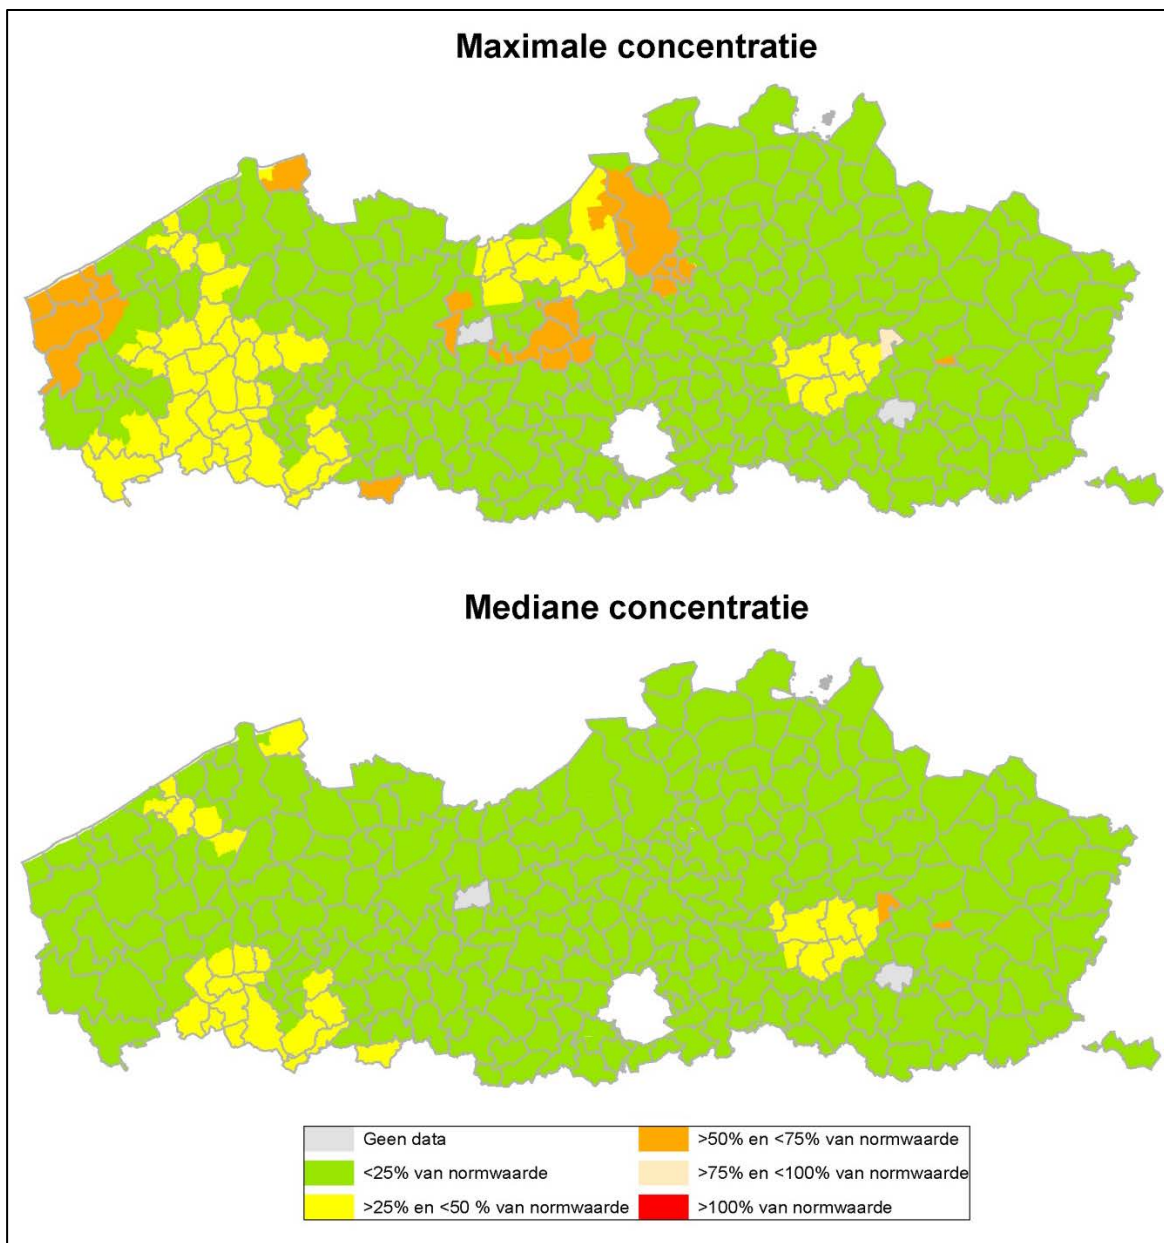 Maximale concentratie
Mediane concentratie
Geen data
>50% en <75% van normwaarde
<25% van normwaarde
>75% en <100% van normwaarde
>25% en <50 % van normwaarde
>100% van normwaarde